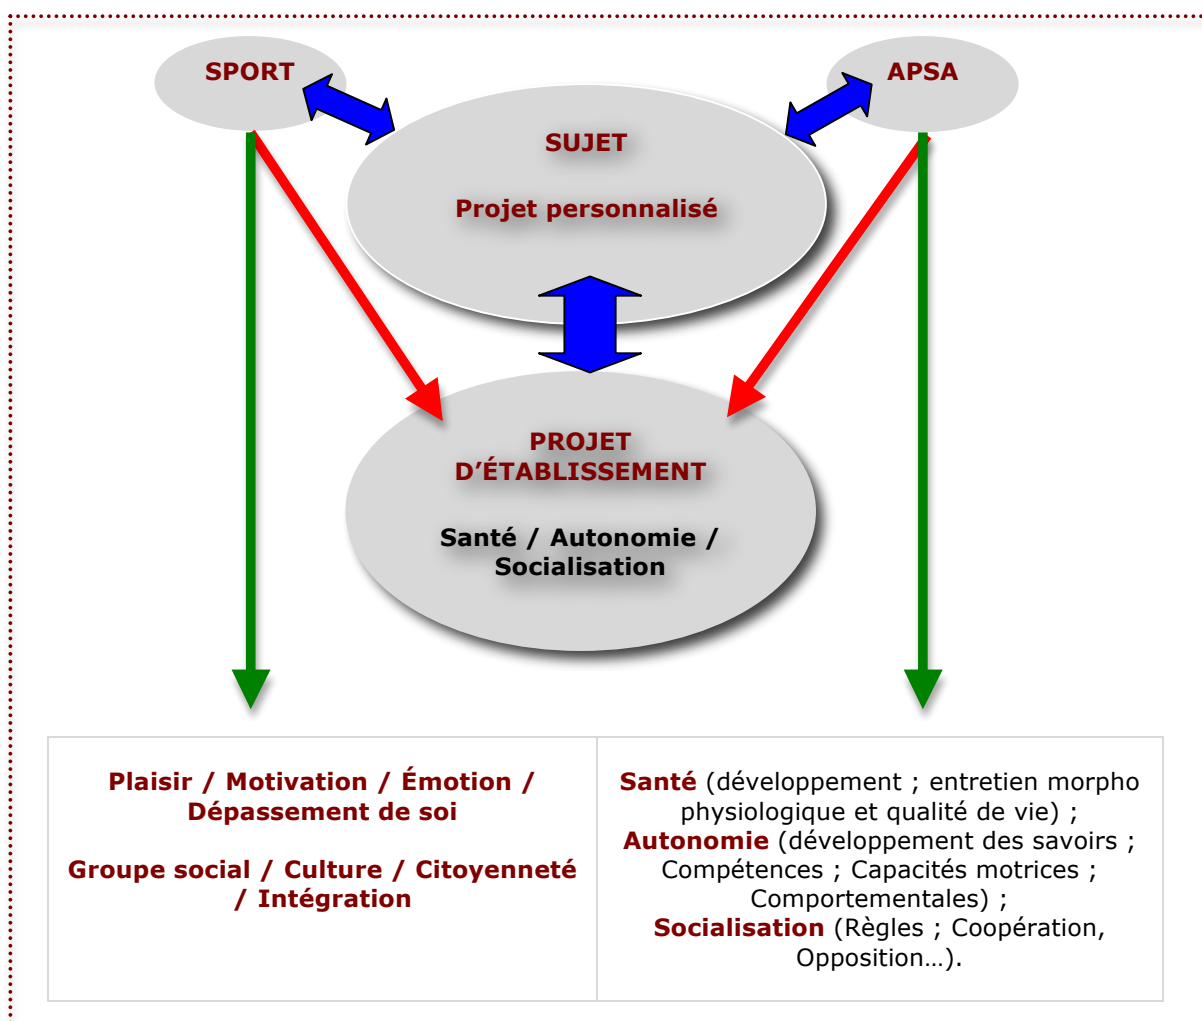 SPORT
APSA
SUJET
Projet personnalisé
PROJET
D’ÉTABLISSEMENT
Santé / Autonomie /
Socialisation
Plaisir / Motivation / Émotion /
Dépassement de soi
Groupe social / Culture / Citoyenneté
/ Intégration
Santé (développement ; entretien morpho
physiologique et qualité de vie) ;
Autonomie (développement des savoirs ;
Compétences ; Capacités motrices ;
Comportementales) ;
Socialisation (Règles ; Coopération,
Opposition…).